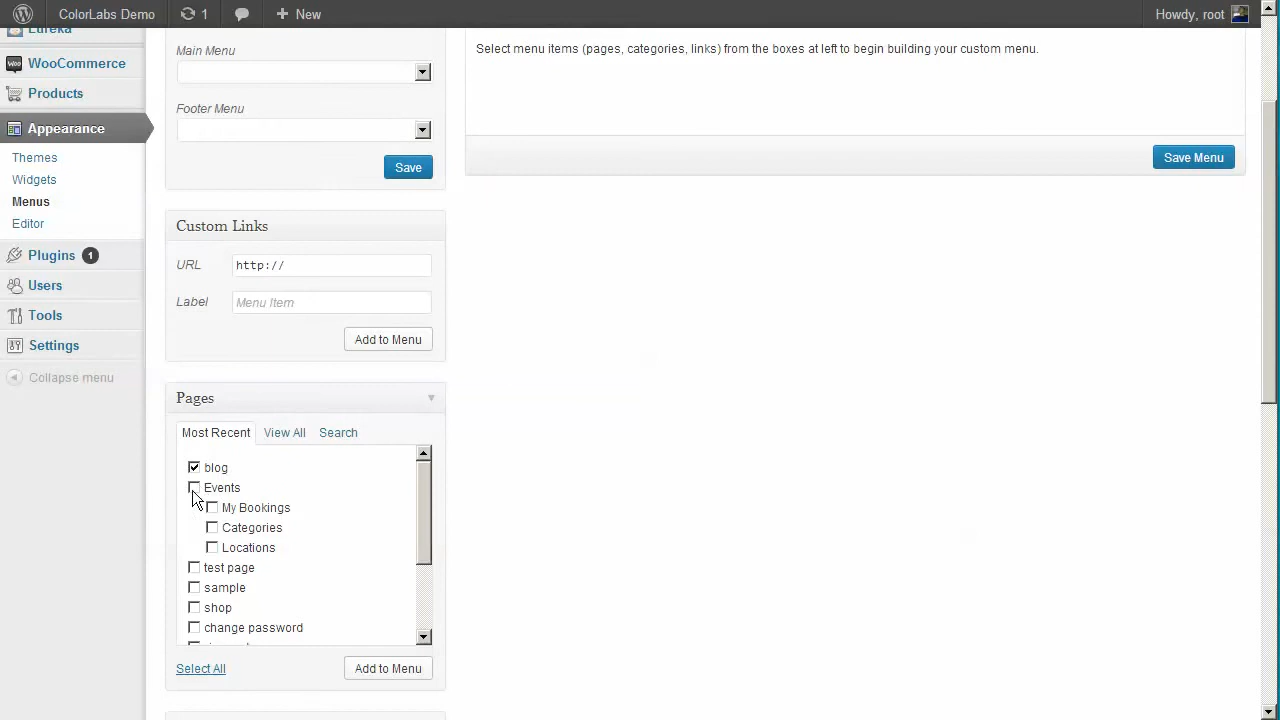 ColorLabs Demo
1
New
Howdy, root
Eureka
WooCommerce
Products
Appearance
Themes
Widgets
Menus
Editor
Plugins 1
Users
Tools
Settings
Collapse menu
Main Menu
Footer Menu
Save
Custom Links
URL http://
Label Menu Item
Add to Menu
Pages
Most Recent View All Search
blog
Events
My Bookings
Categories
Locations
test page
sample
shop
change password
Select All
Add to Menu
Select menu items (pages, categories, links) from the boxes at left to begin building your custom menu.
Save Menu